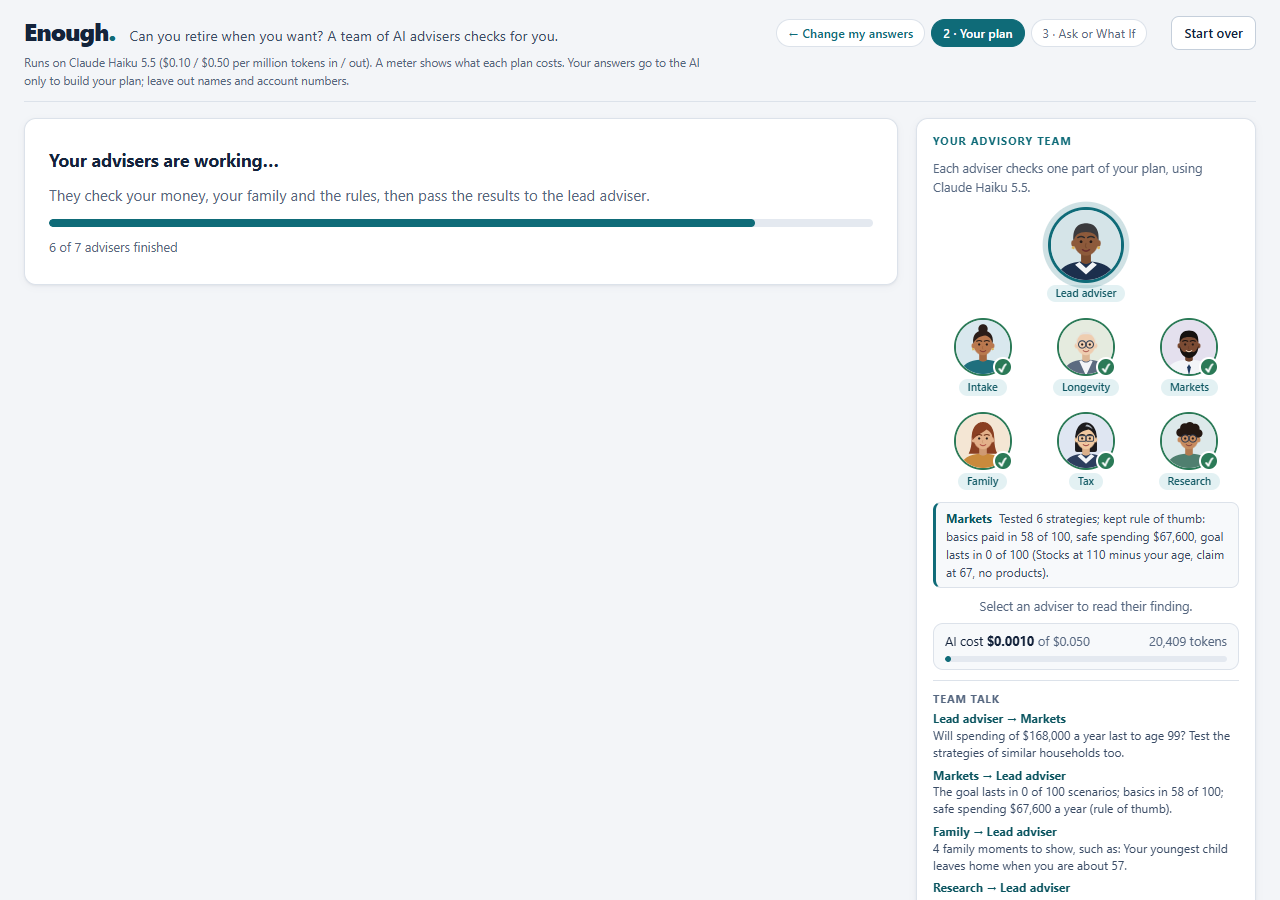 Enough. Can you retire when you want? A team of AI advisers checks for you.
← Change my answers
2 · Your plan
3 · Ask or What If
Start over
Runs on Claude Haiku 5.5 ($0.10 / $0.50 per million tokens in / out). A meter shows what each plan costs. Your answers go to the AI
only to build your plan; leave out names and account numbers.
Your advisers are working...
They check your money, your family and the rules, then pass the results to the lead adviser.
6 of 7 advisers finished
YOUR ADVISORY TEAM
Each adviser checks one part of your plan, using
Claude Haiku 5.5.
Lead adviser
Intake
Longevity
Markets
Family
Tax
Research
Markets Tested 6 strategies; kept rule of thumb:
basics paid in 58 of 100, safe spending $67,600, goal
lasts in 0 of 100 (Stocks at 110 minus your age, claim
at 67, no products).
Select an adviser to read their finding.
AI cost $0.0010 of $0.050
20,409 tokens
TEAM TALK
Lead adviser → Markets
Will spending of $168,000 a year last to age 99? Test the
strategies of similar households too.
Markets → Lead adviser
The goal lasts in 0 of 100 scenarios; basics in 58 of 100;
safe spending $67,600 a year (rule of thumb).
Family → Lead adviser
4 family moments to show, such as: Your youngest child
leaves home when you are about 57.
Research → Lead adviser